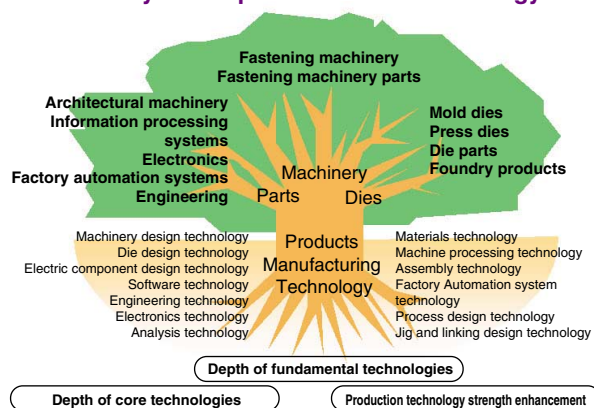 Fastening machinery
Fastening machinery parts
Architectural machinery
Information processing
systems
Electronics
Factory automation systems
Engineering
Mold dies
Press dies
Die parts
Foundry products
Machinery
Parts
Dies
Products
Manufacturing
Technology
Machinery design technology
Die design technology
Electric component design technology
Software technology
Engineering technology
Electronics technology
Analysis technology
Materials technology
Machine processing technology
Assembly technology
Factory Automation system
technology
Process design technology
Jig and linking design technology
Depth of fundamental technologies
Depth of core technologies
Production technology strength enhancement